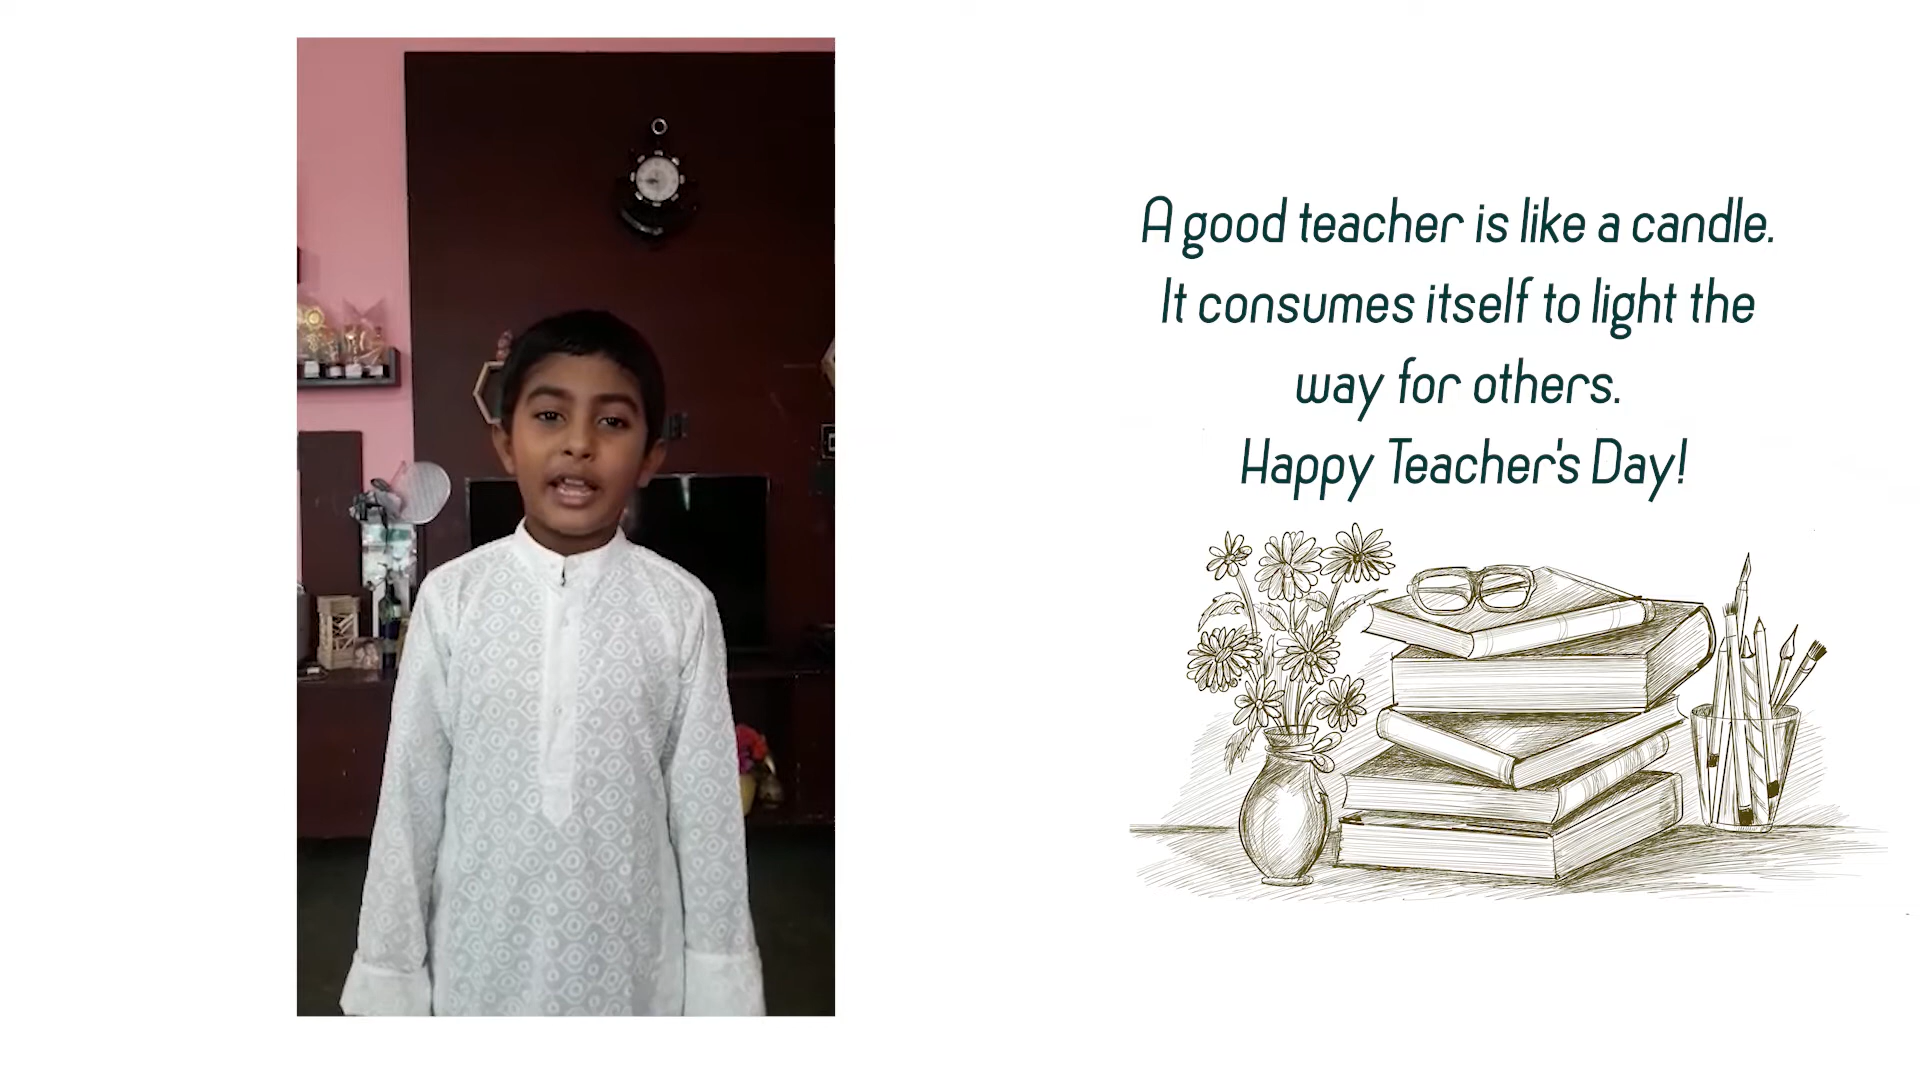 A good teacher is like a candle.
It consumes itself to light the
way for others.
Happy Teacher's Day!